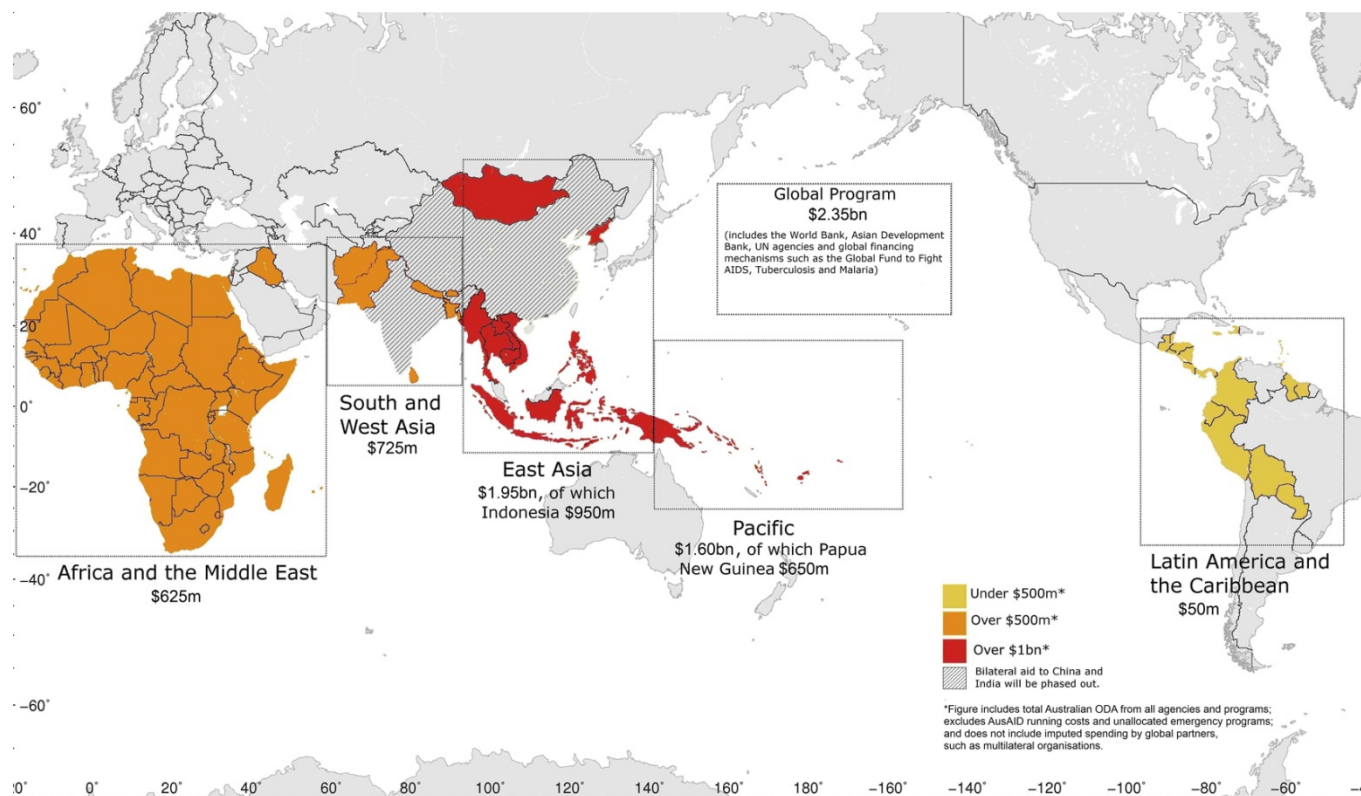 60°
40°
20°
0°
−20°
−40°
−60°
Global Program
$2.35bn
(includes the World Bank, Asian Development
Bank, UN agencies and global financing
mechanisms such as the Global Fund to Fight
AIDS, Tuberculosis and Malaria)
South and
West Asia
$725m
East Asia
$1.95bn, of which
Indonesia $950m
Pacific
$1.60bn, of which Papua
New Guinea $650m
Africa and the Middle East
$625m
Latin America and
the Caribbean
$50m
Under $500m*
Over $500m*
Over $1bn*
Bilateral aid to China and
India will be phased out.
*Figure includes total Australian ODA from all agencies and programs;
excludes AusAID running costs and unallocated emergency programs;
and does not include imputed spending by global partners,
such as multilateral organisations.
0° 20° 40° 60° 80° 100° 120° 140° 160° 180° −160° −140° −120° −100° −80° −60°